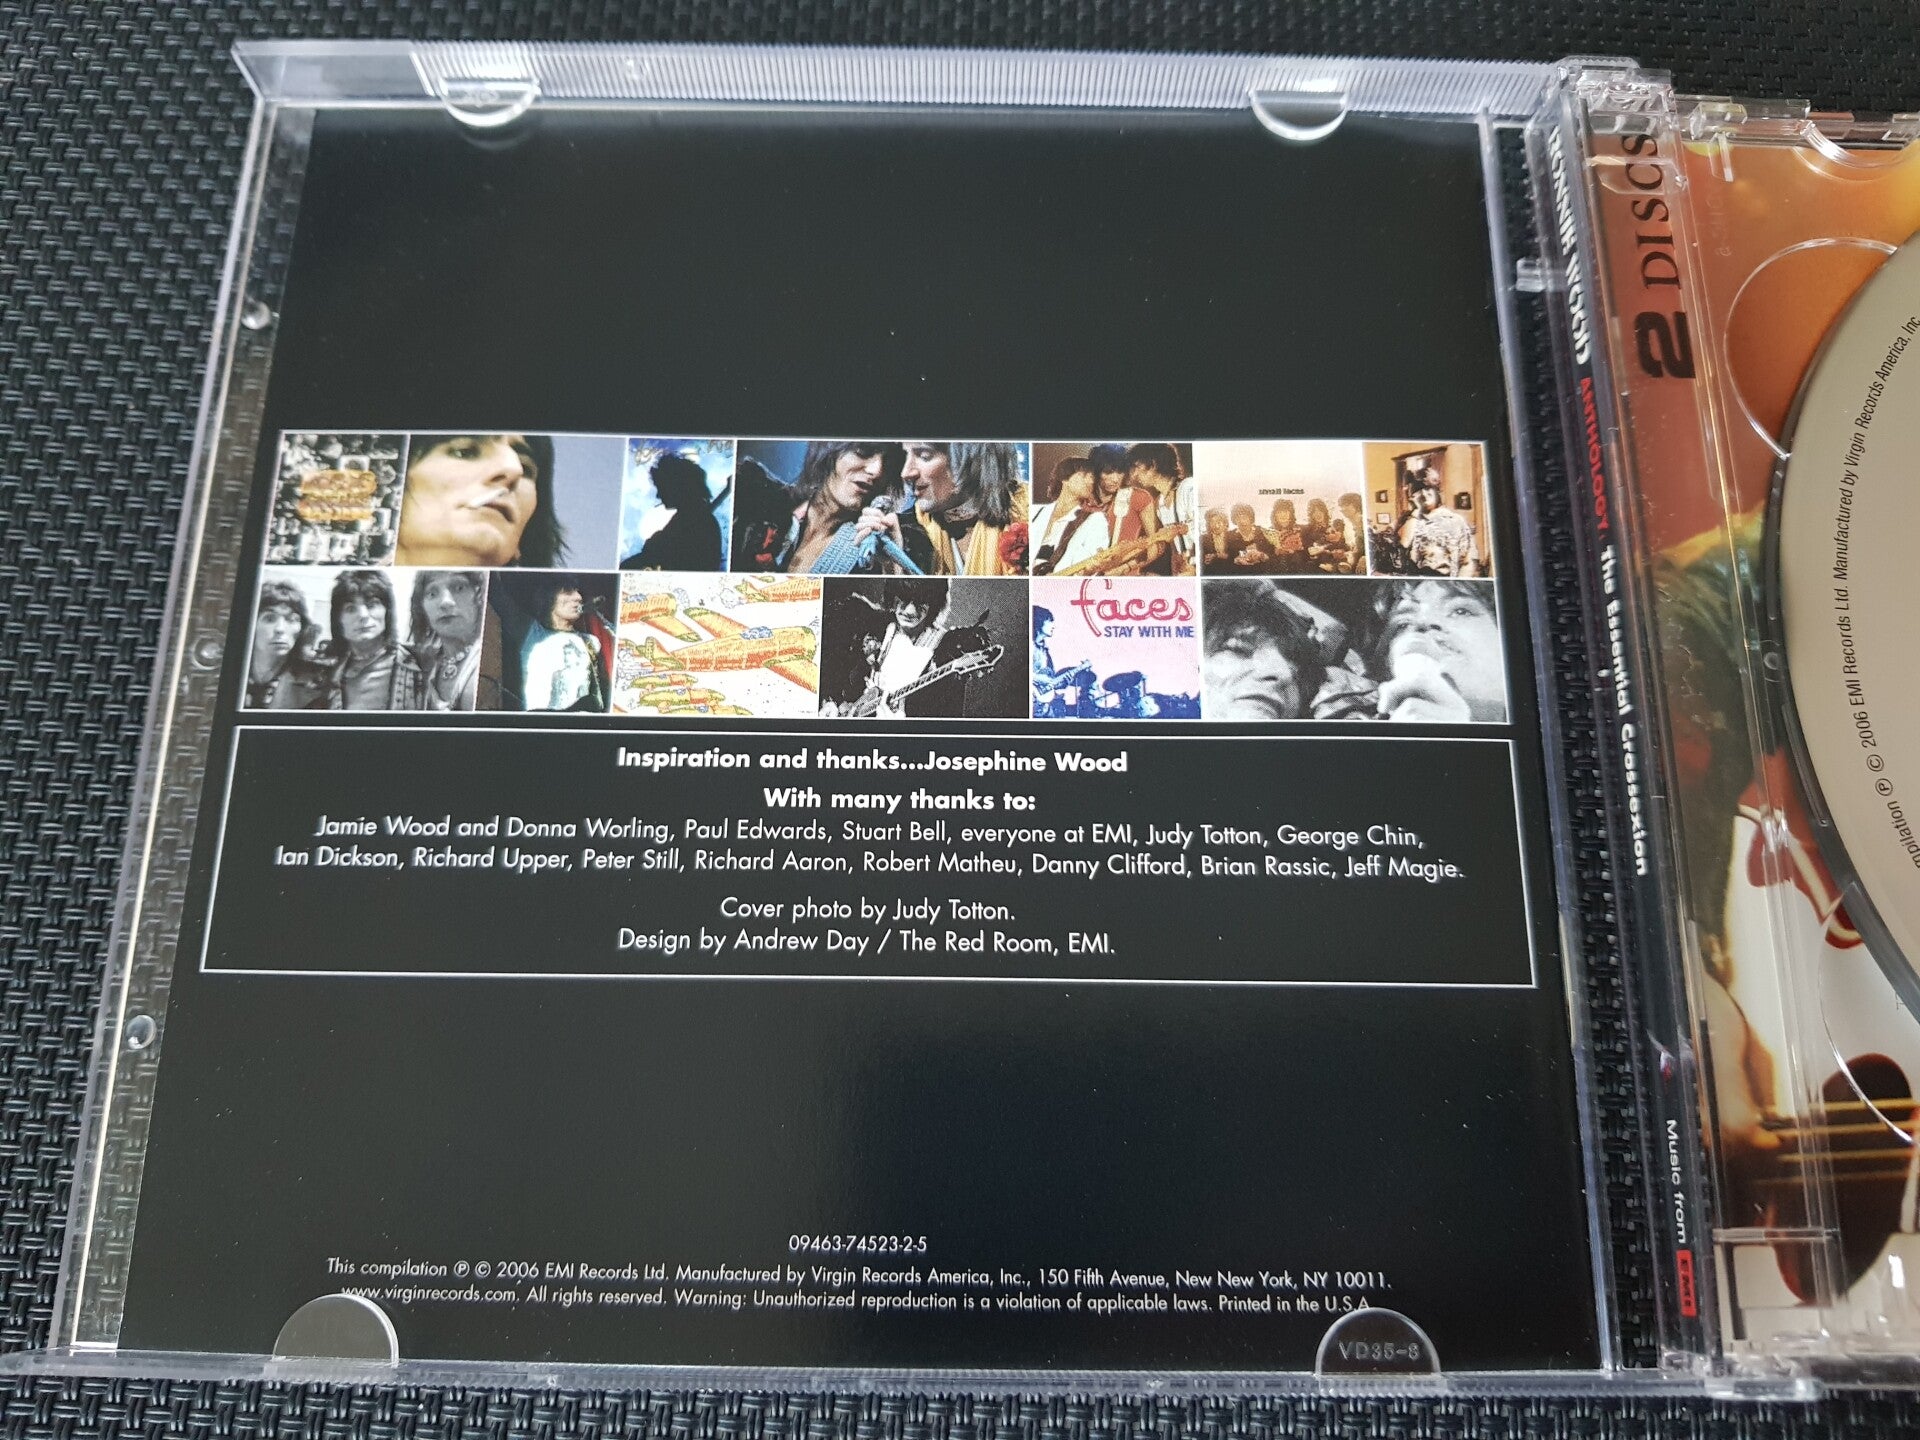 small faces
faces
STAY WITH ME
Inspiration and thanks...Josephine Wood
With many thanks to:
Jamie Wood and Donna Worling, Paul Edwards, Stuart Bell, everyone at EMI, Judy Totton, George Chin,
Ian Dickson, Richard Upper, Peter Still, Richard Aaron, Robert Matheu, Danny Clifford, Brian Rassic, Jeff Magie.
Cover photo by Judy Totton.
Design by Andrew Day / The Red Room, EMI.
09463-74523-2-5
This compilation ℗ © 2006 EMI Records Ltd. Manufactured by Virgin Records America, Inc., 150 Fifth Avenue, New New York, NY 10011.
www.virginrecords.com. All rights reserved. Warning: Unauthorized reproduction is a violation of applicable laws. Printed in the U.S.A.
VD35-8
RONNIE WOOD ANTHOLOGY. The Essential Crossexion
Music from EMI
2 DISCS
mpilation ℗ © 2006 EMI Records Ltd. Manufactured by Virgin Records America, Inc.